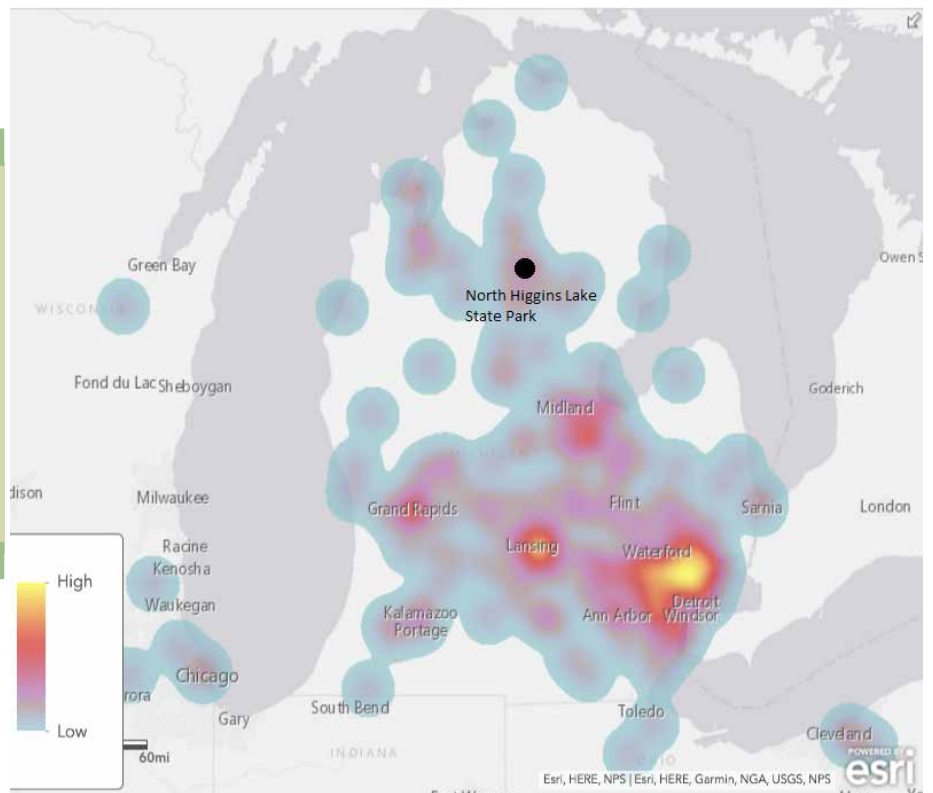 Green Bay
Owen S
WISCONSIN
North Higgins Lake
State Park
Fond du Lac
Sheboygan
Goderich
Midland
MICHIGAN
dison
Milwaukee
Grand Rapids
Flint
Sarnia
London
Racine
Kenosha
Lansing
Waterford
High
Waukegan
Kalamazoo
Portage
Ann Arbor
Detroit
Windsor
Chicago
rora
South Bend
Gary
Toledo
Low
60mi
INDIANA
OHIO
Cleveland
POWERED BY
esri
Esri, HERE, NPS | Esri, HERE, Garmin, NGA, USGS, NPS